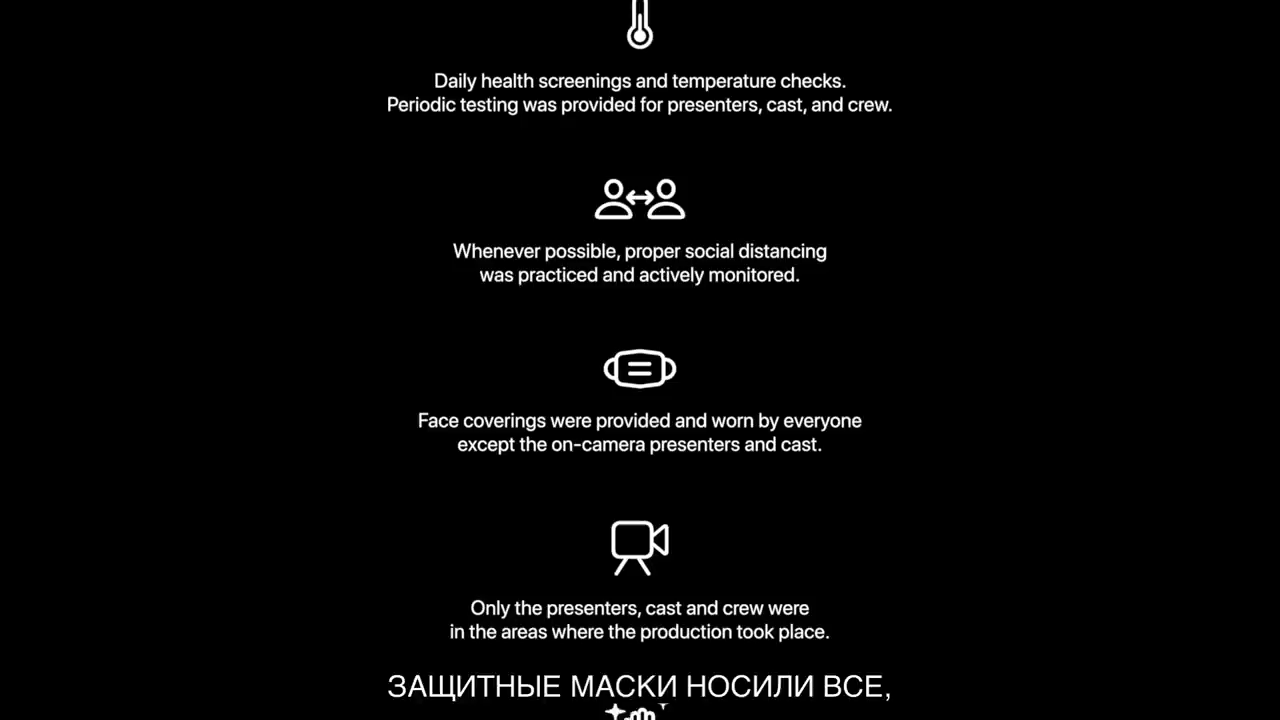 Daily health screenings and temperature checks.
Periodic testing was provided for presenters, cast, and crew.
Whenever possible, proper social distancing
was practiced and actively monitored.
Face coverings were provided and worn by everyone
except the on-camera presenters and cast.
Only the presenters, cast and crew were
in the areas where the production took place.
ЗАЩИТНЫЕ МАСКИ НОСИЛИ ВСЕ,